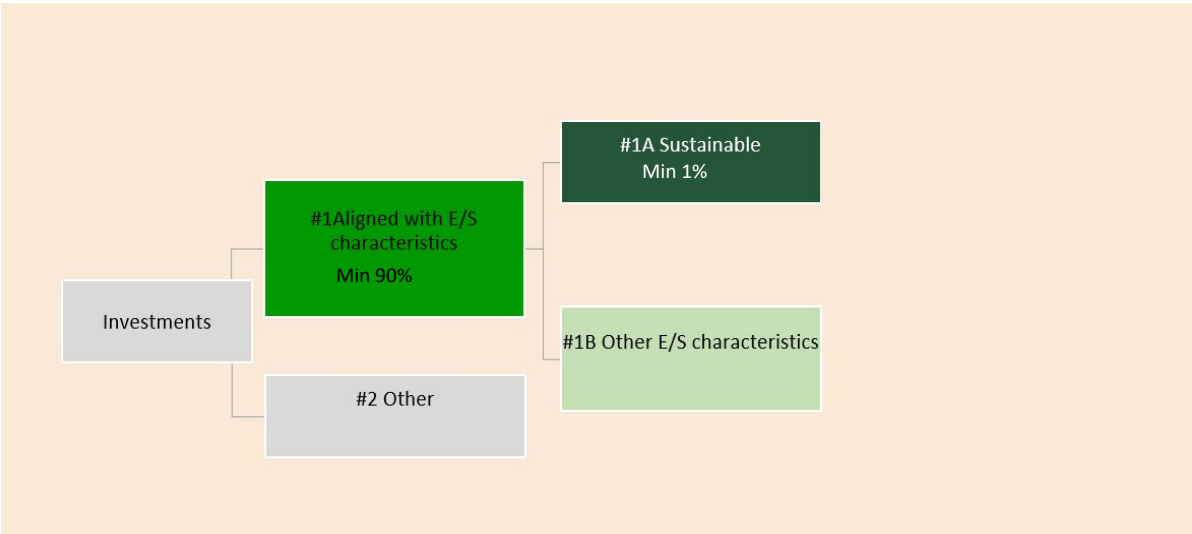 #1A Sustainable
Min 1%
#1Aligned with E/S
characteristics
Min 90%
Investments
#1B Other E/S characteristics
#2 Other